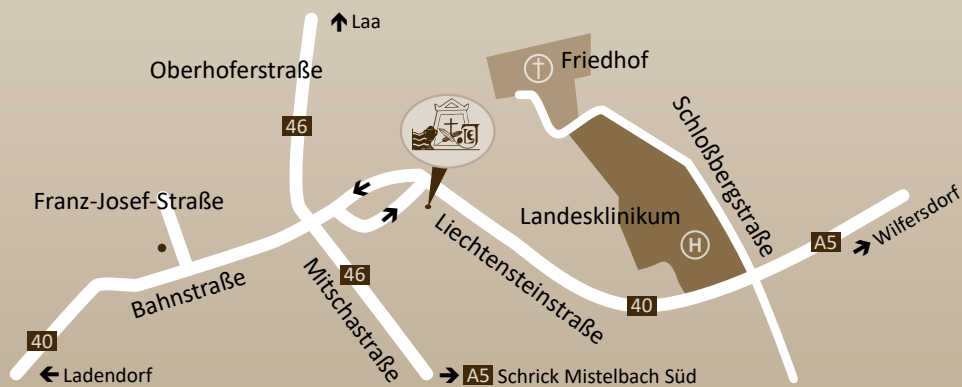 Laa
Oberhoferstraße
Friedhof
46
Schloßbergstraße
Franz-Josef-Straße
Landesklinikum
H
Liechtensteinstraße
A5
Wilfersdorf
Bahnstraße
46
Mitschastraße
40
40
Ladendorf
A5 Schrick Mistelbach Süd